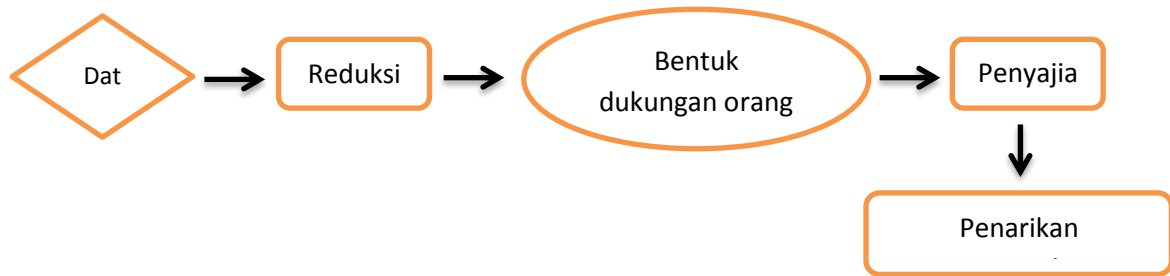 Dat
Reduksi
Bentuk
dukungan orang
Penyajia
Penarikan